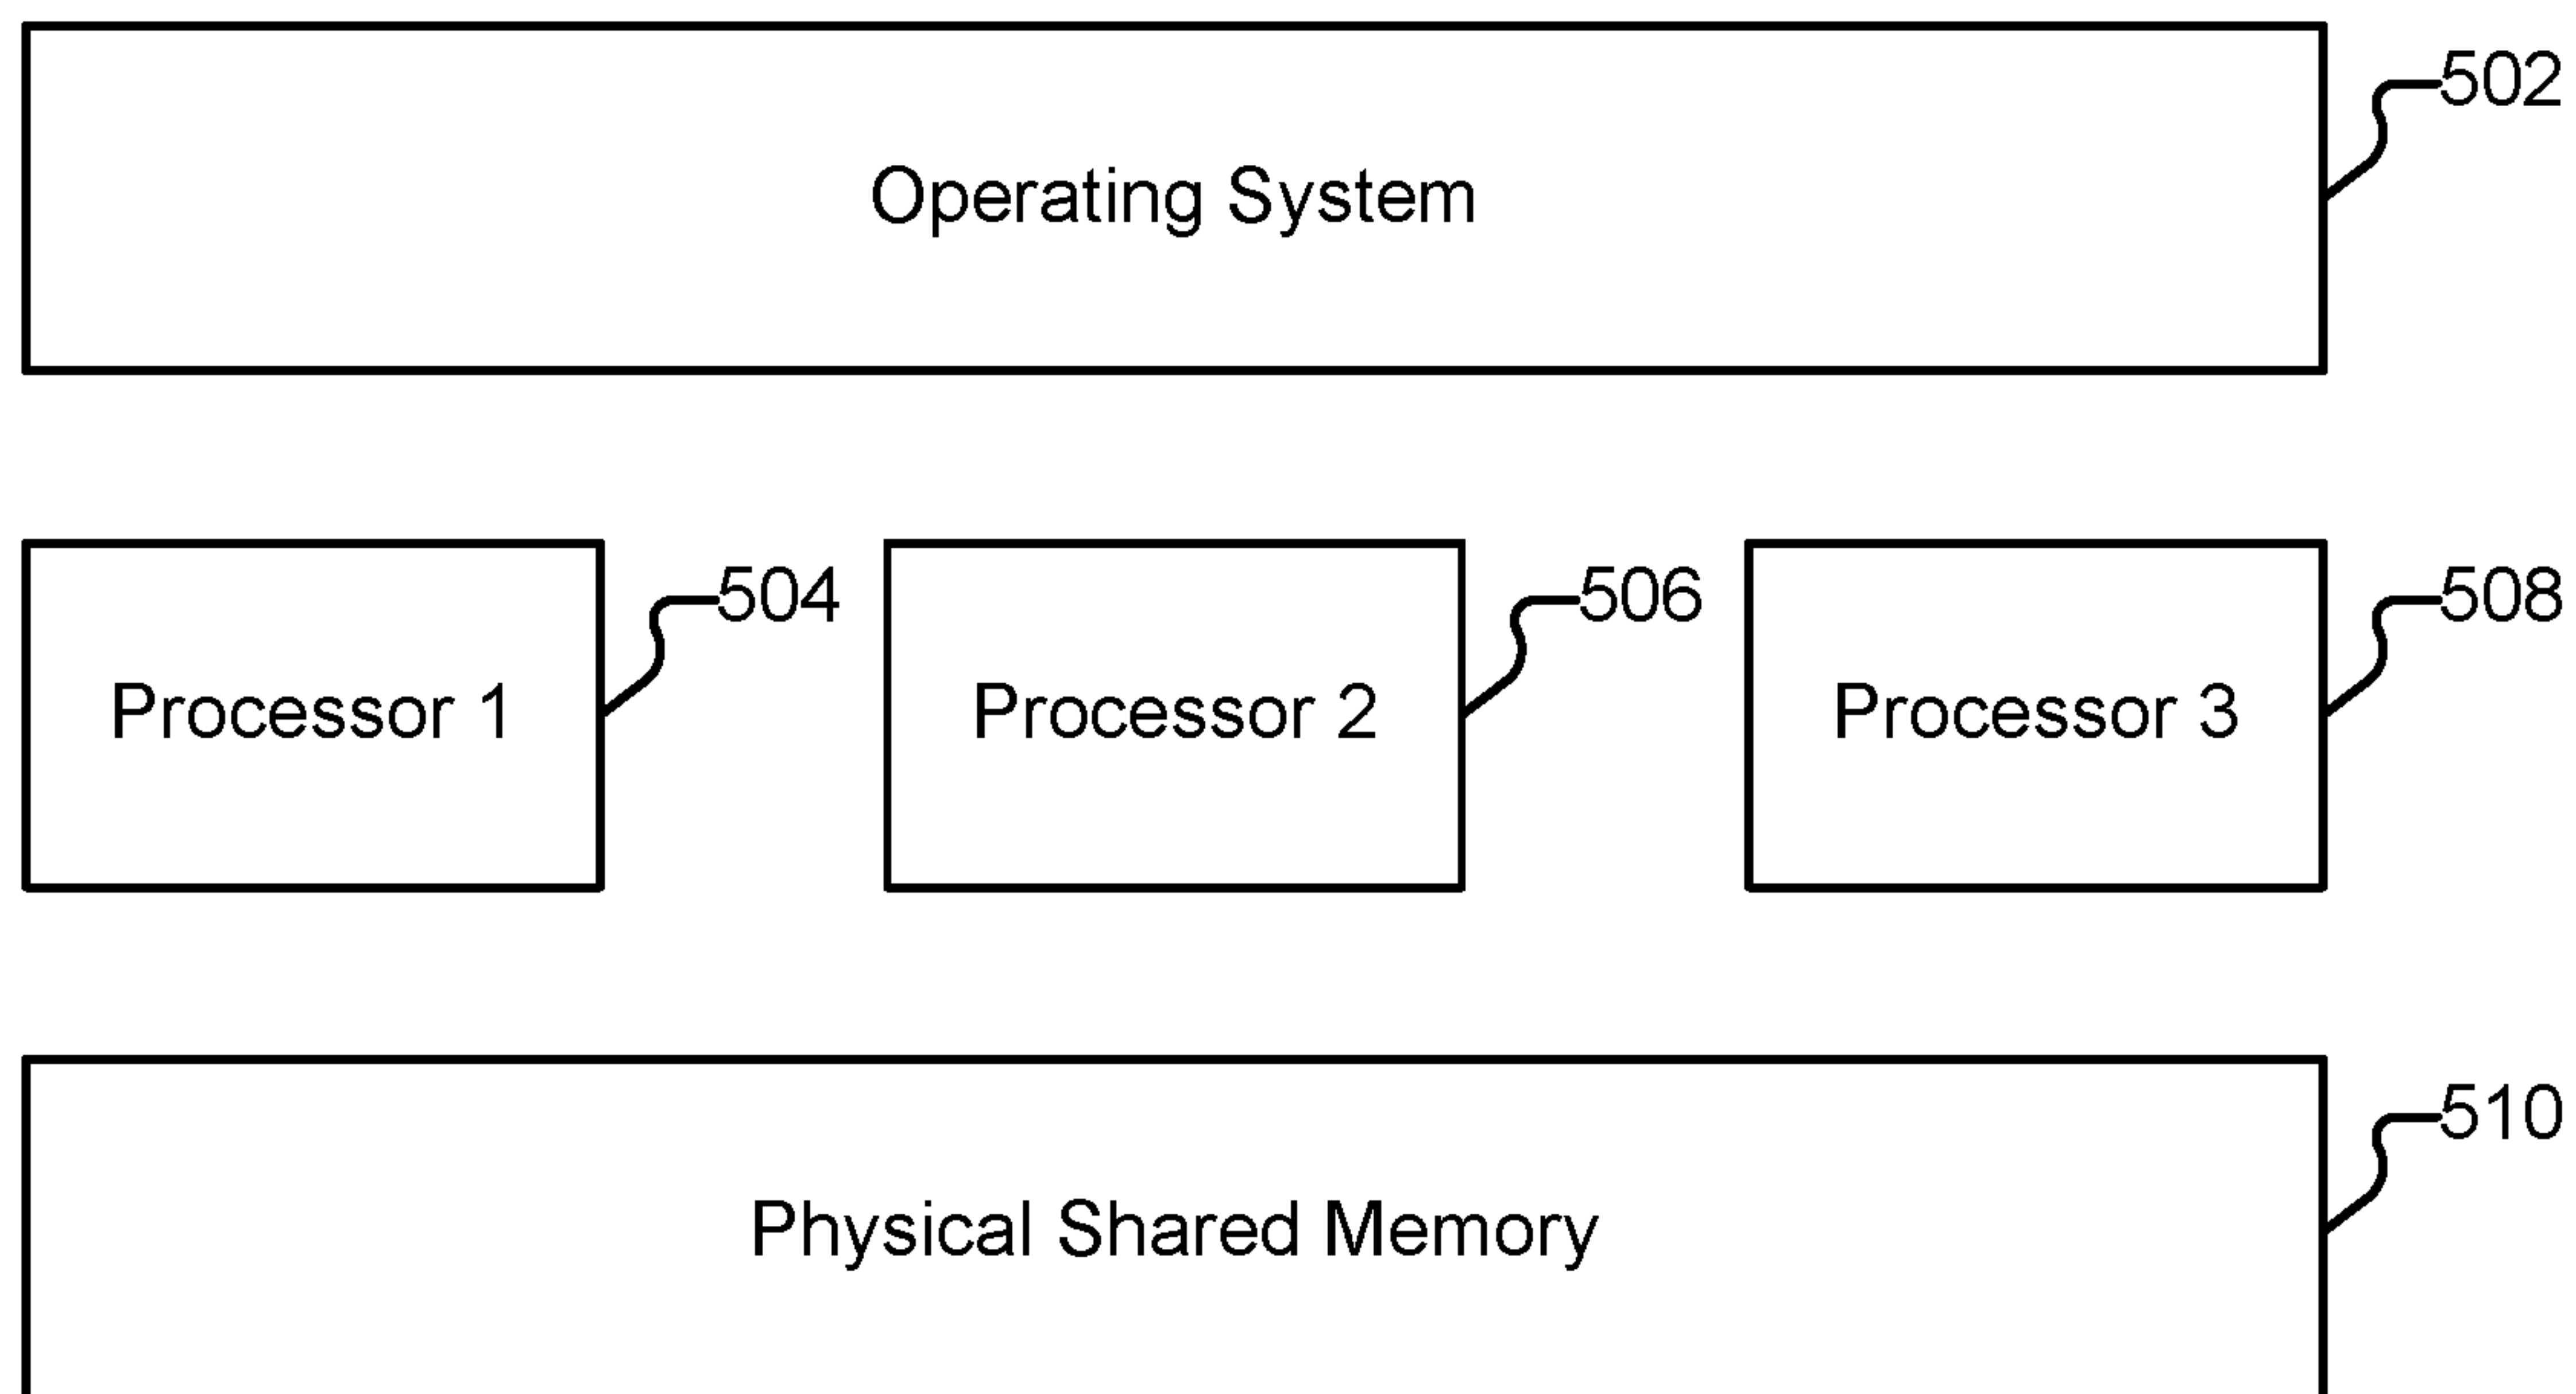 502
Operating System
504
506
508
Processor 1
Processor 2
Processor 3
510
Physical Shared Memory